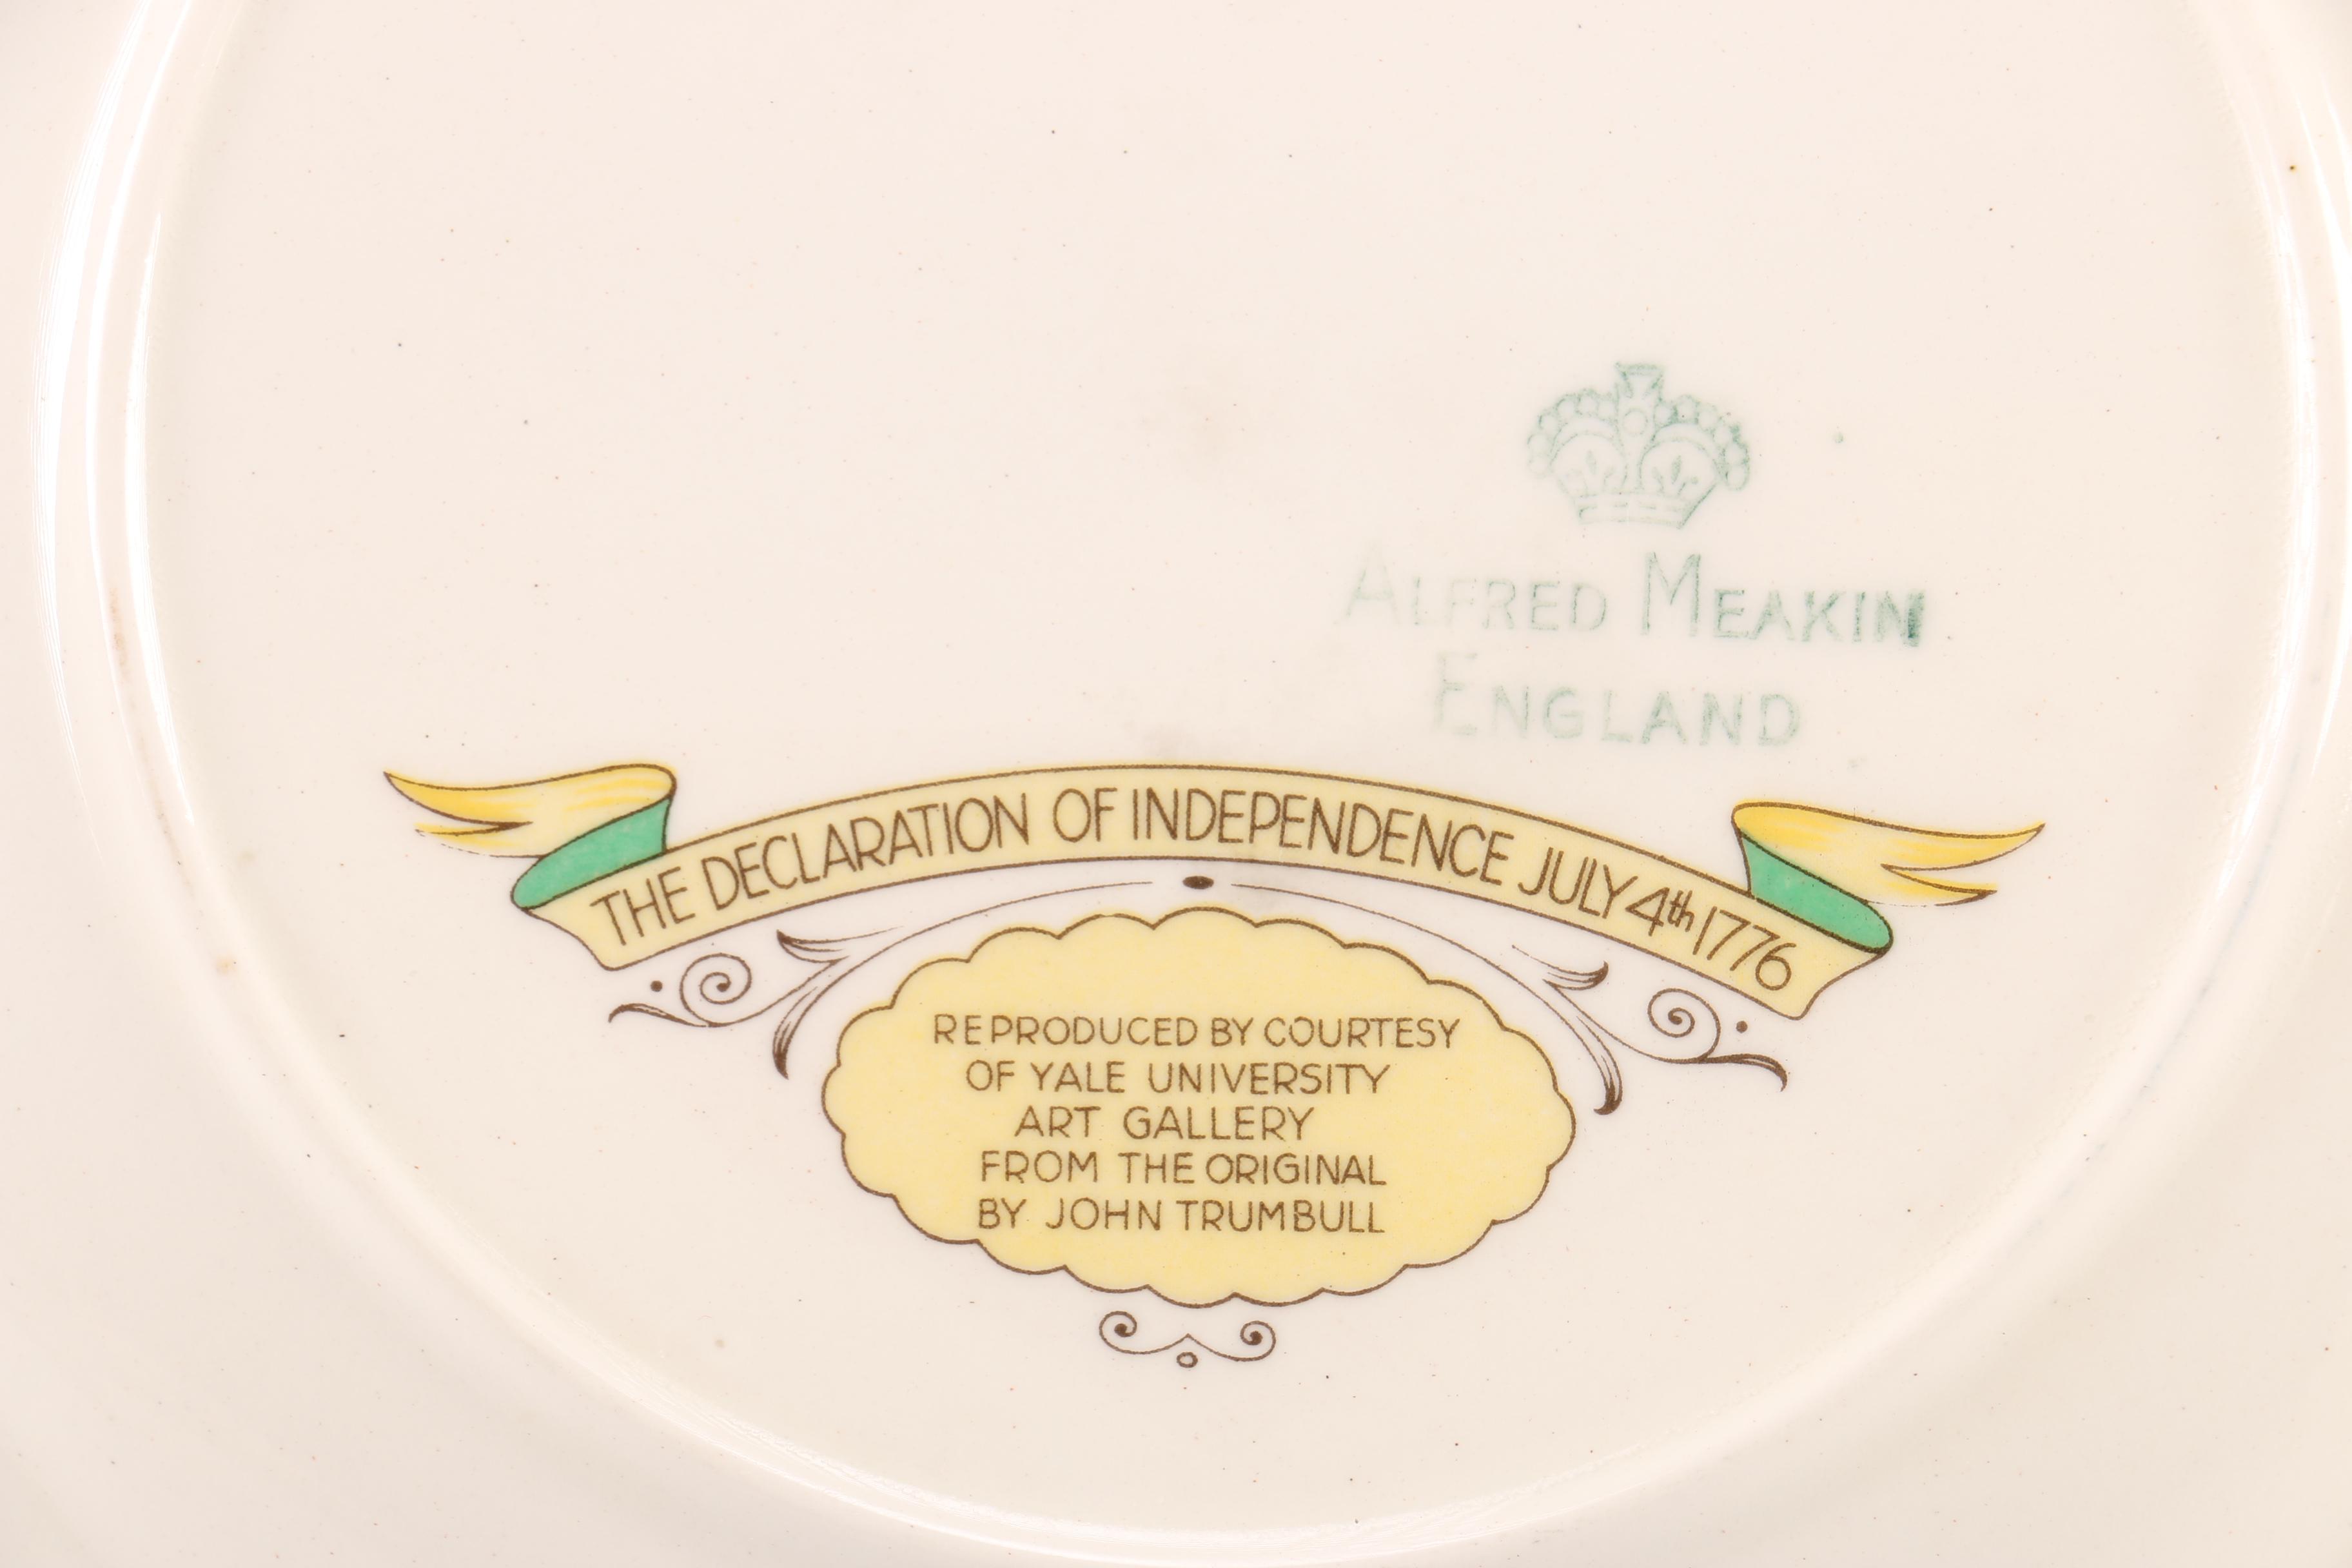 ALFRED MEAKIN
ENGLAND
THE DECLARATION OF INDEPENDENCE JULY 4th 1776
REPRODUCED BY COURTESY
OF YALE UNIVERSITY
ART GALLERY
FROM THE ORIGINAL
BY JOHN TRUMBULL